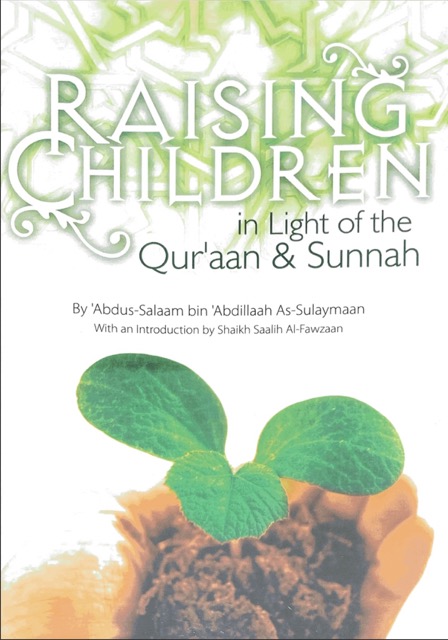 RAISING
CHILDREN
in Light of the
Qur'aan & Sunnah
By 'Abdus-Salaam bin 'Abdillaah As-Sulaymaan
With an Introduction by Shaikh Saalih Al-Fawzaan